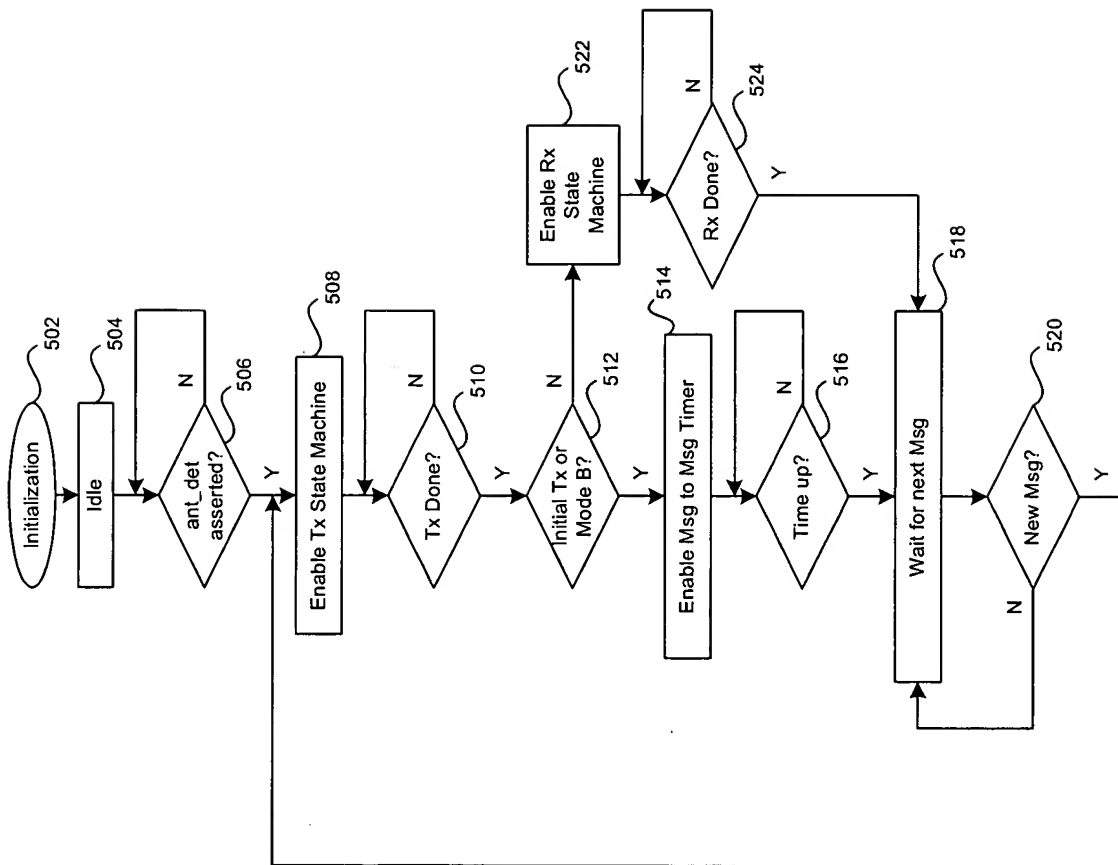 Initialization
502
Idle
504
ant_det
asserted?
506
N
Y
Enable Tx State Machine
508
Tx Done?
510
N
Y
Initial Tx or
Mode B?
512
N
Y
Enable Rx
State
Machine
522
Rx Done?
524
N
Y
Enable Msg to Msg Timer
514
Time up?
516
N
Y
Wait for next Msg
518
New Msg?
520
N
Y